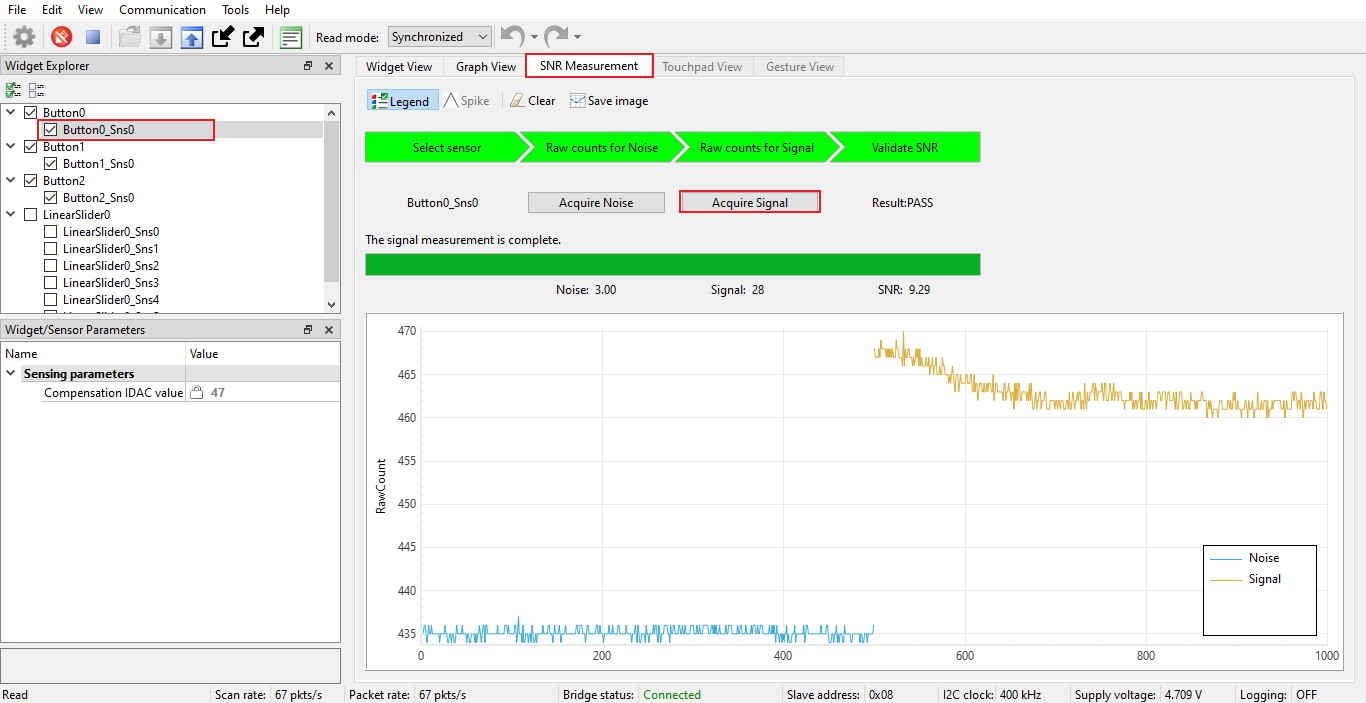 File Edit View Communication Tools Help
Read mode: Synchronized
Widget Explorer
Button0
Button0_Sns0
Button1
Button1_Sns0
Button2
Button2_Sns0
LinearSlider0
LinearSlider0_Sns0
LinearSlider0_Sns1
LinearSlider0_Sns2
LinearSlider0_Sns3
LinearSlider0_Sns4
Widget/Sensor Parameters
Name Value
Sensing parameters
Compensation IDAC value 47
Widget View Graph View SNR Measurement Touchpad View Gesture View
Legend Spike Clear Save image
Select sensor Raw counts for Noise Raw counts for Signal Validate SNR
Button0_Sns0 Acquire Noise Acquire Signal Result:PASS
The signal measurement is complete.
Noise: 3.00 Signal: 28 SNR: 9.29
RawCount
470
465
460
455
450
445
440
435
0 200 400 600 800 1000
Noise
Signal
Read Scan rate: 67 pkts/s Packet rate: 67 pkts/s Bridge status: Connected Slave address: 0x08 I2C clock: 400 kHz Supply voltage: 4.709 V Logging: OFF